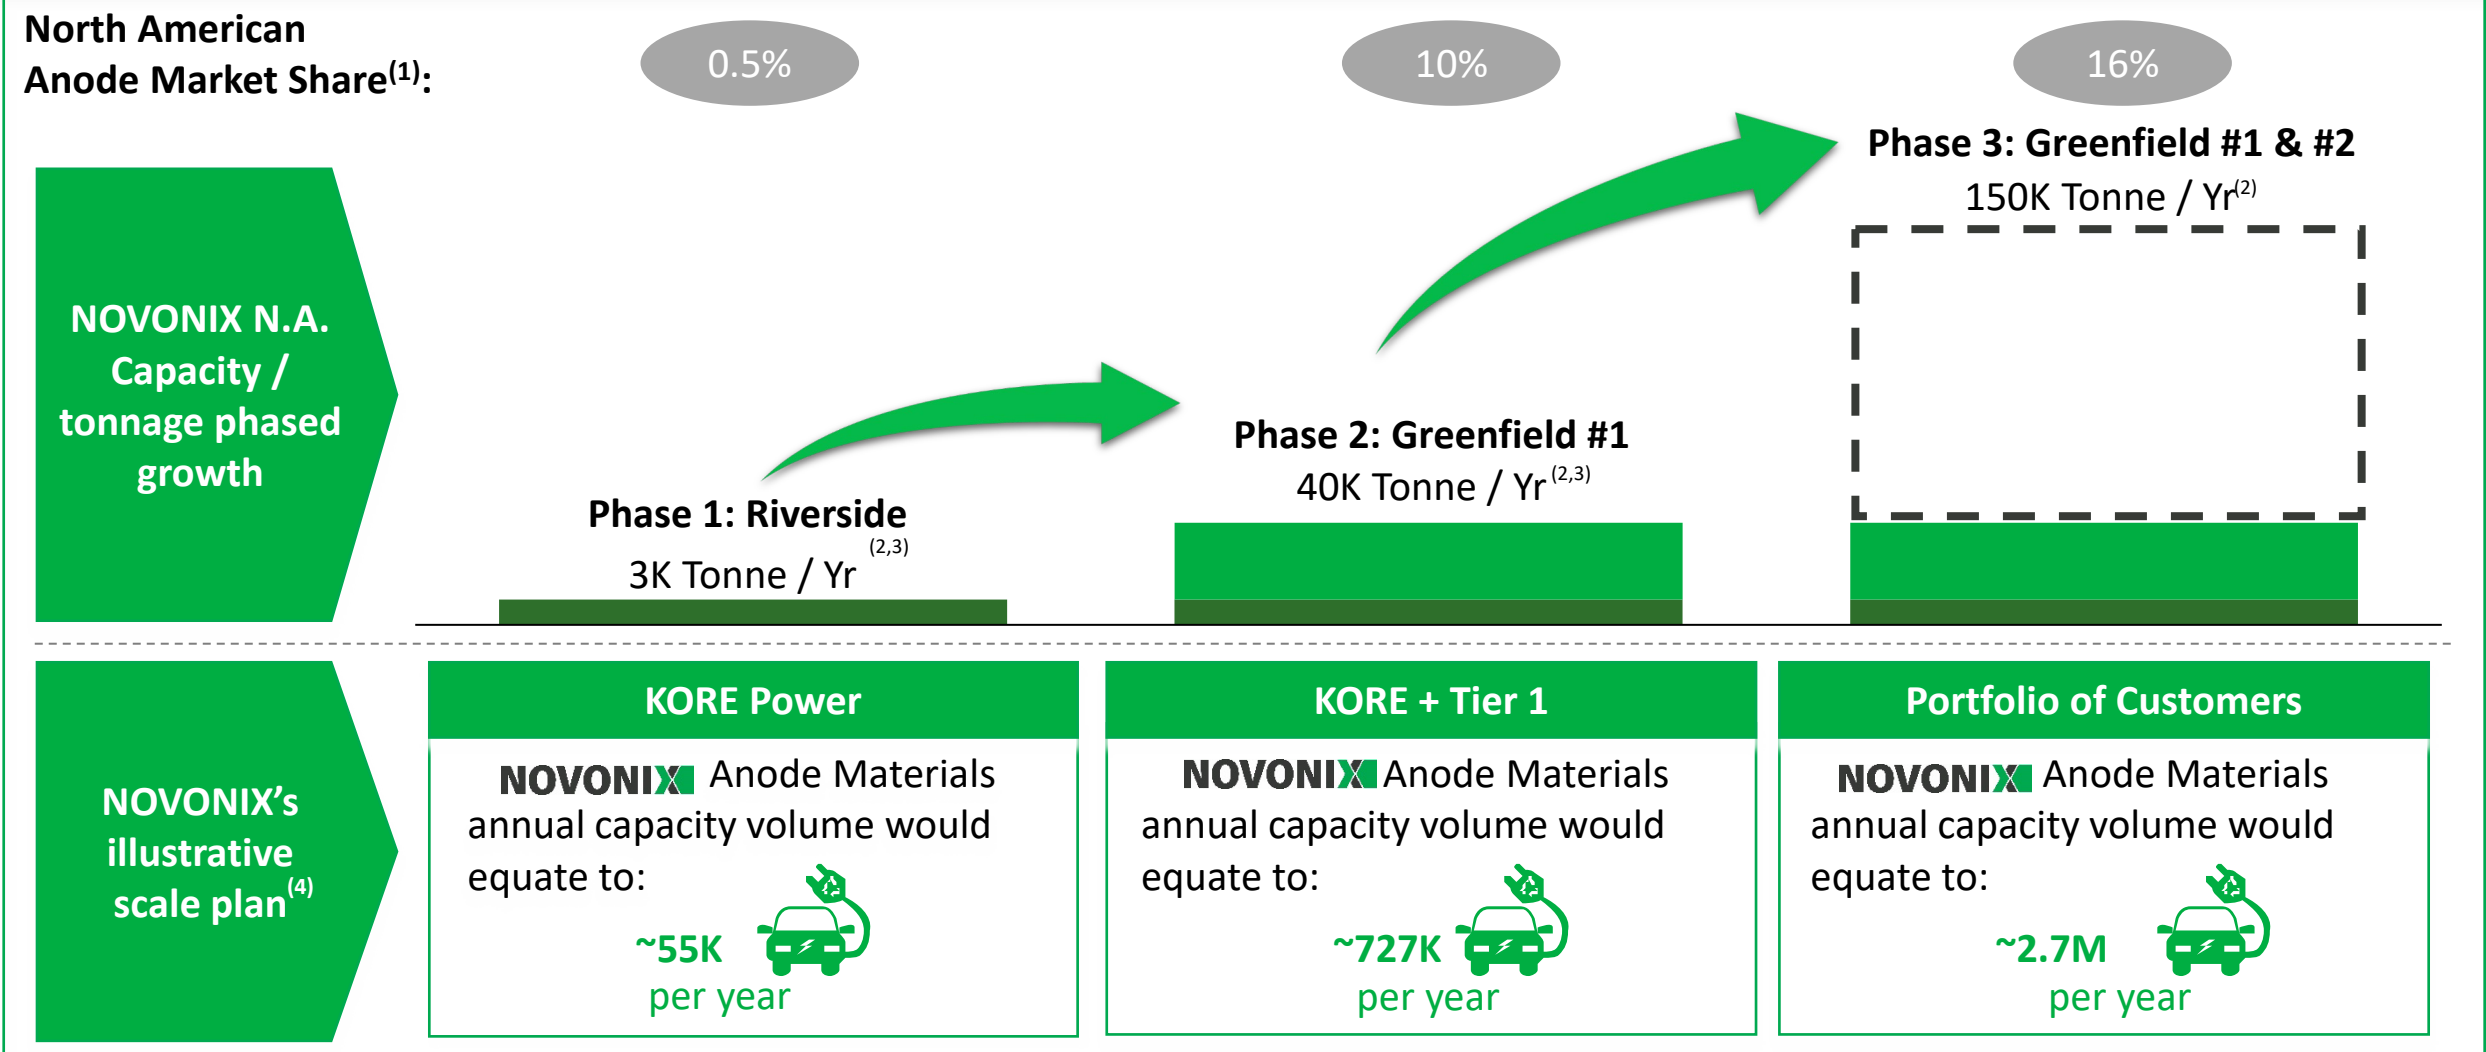 North American
Anode Market Share(1):
0.5%
10%
16%
NOVONIX N.A.
Capacity /
tonnage phased
growth
Phase 1: Riverside
3K Tonne / Yr (2,3)
Phase 2: Greenfield #1
40K Tonne / Yr (2,3)
Phase 3: Greenfield #1 & #2
150K Tonne / Yr(2)
NOVONIX's
illustrative
scale plan(4)
KORE Power
NOVONIX Anode Materials
annual capacity volume would
equate to:
~55K
per year
KORE + Tier 1
NOVONIX Anode Materials
annual capacity volume would
equate to:
~727K
per year
Portfolio of Customers
NOVONIX Anode Materials
annual capacity volume would
equate to:
~2.7M
per year